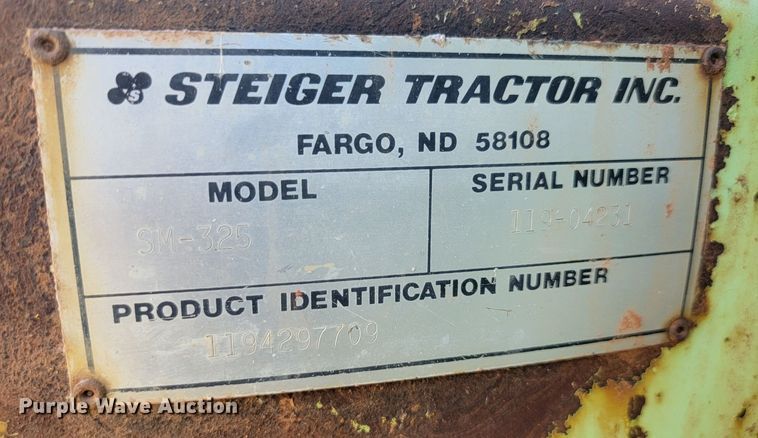 STEIGER TRACTOR INC.
FARGO, ND 58108
MODEL
SM-325
SERIAL NUMBER
119-04231
PRODUCT IDENTIFICATION NUMBER
1194297709
Purple Wave Auction